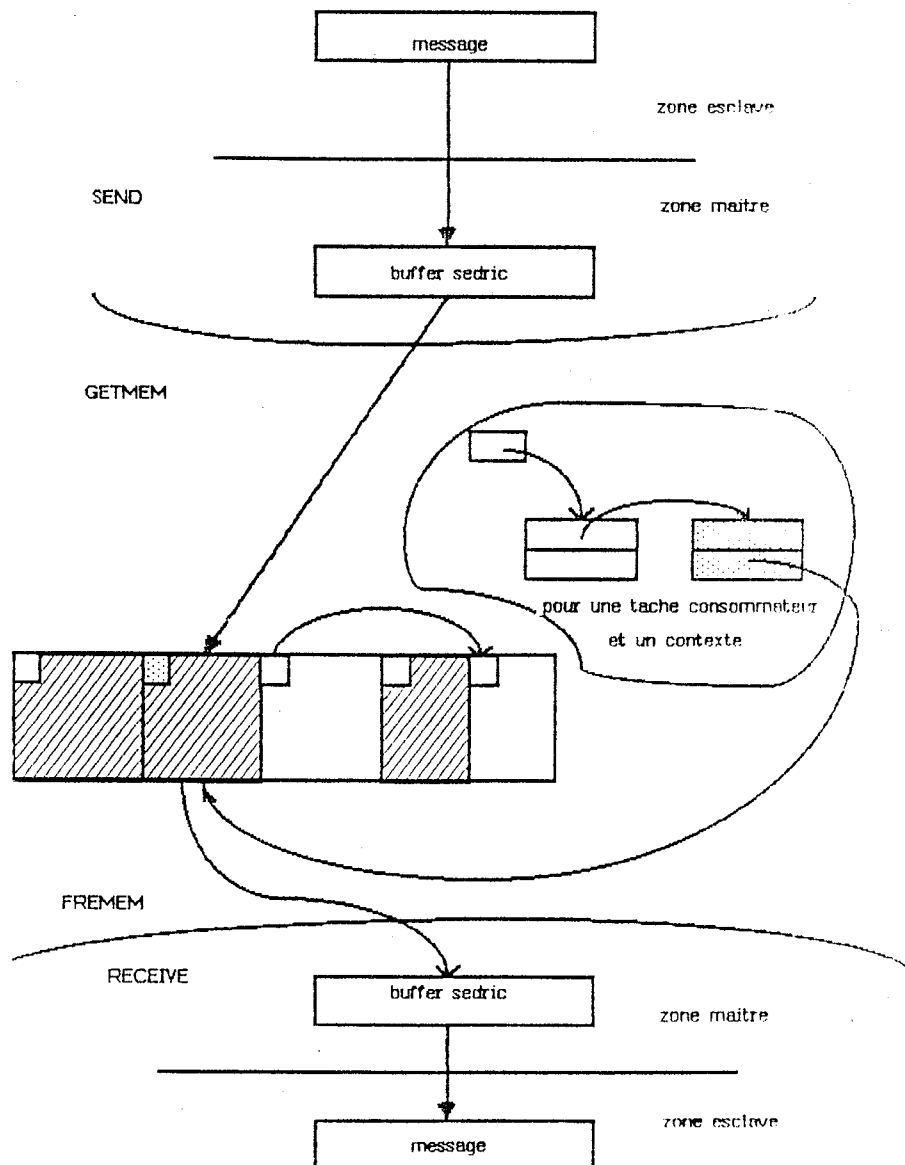 message
zone esclave
SEND
zone maitre
buffer sedric
GETMEM
pour une tache consommateur
et un contexte
FREMEM
RECEIVE
buffer sedric
zone maitre
zone esclave
message